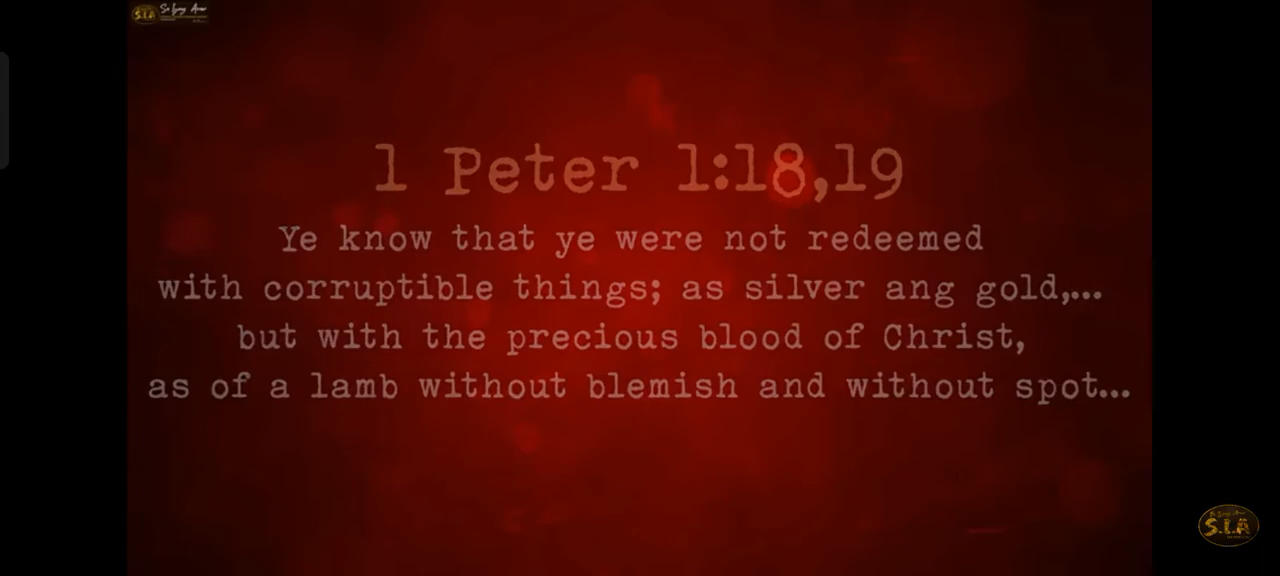 S.L.A
1 Peter 1:18,19
Ye know that ye were not redeemed
with corruptible things; as silver ang gold,...
but with the precious blood of Christ,
as of a lamb without blemish and without spot...
S.L.A